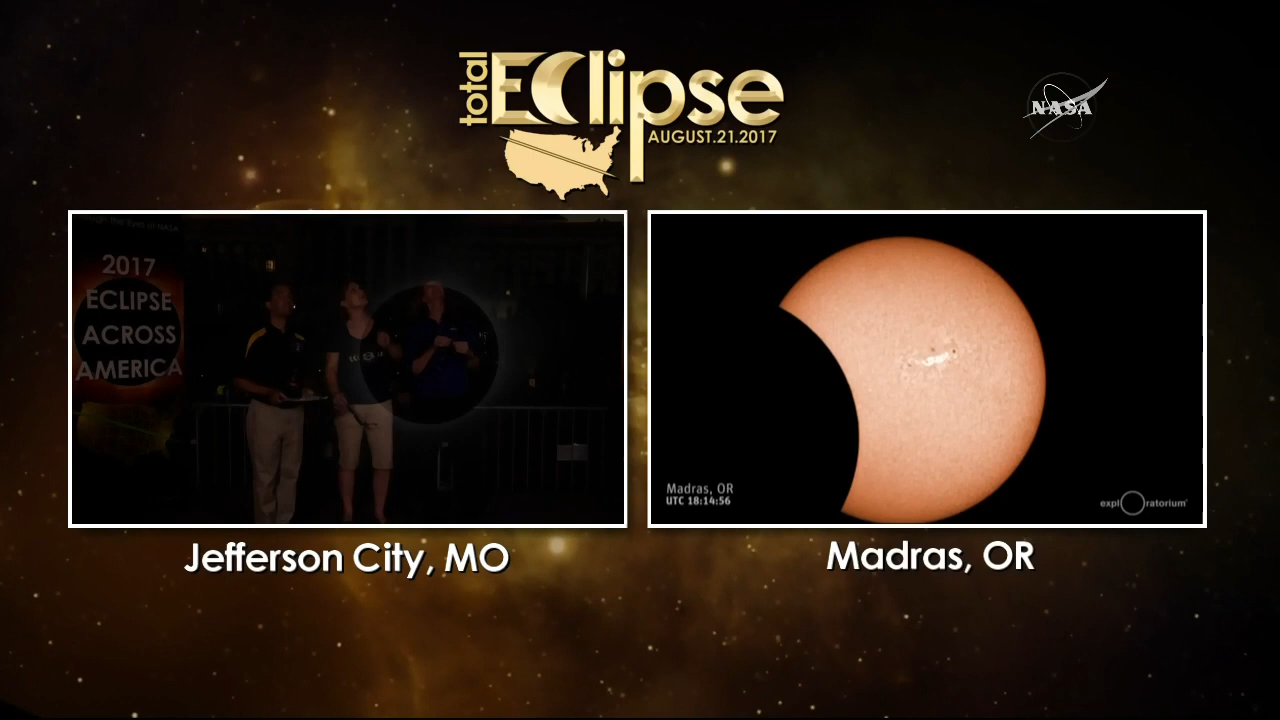 total
EClipse
AUGUST.21.2017
NASA
2017
ECLIPSE
ACROSS
AMERICA
Madras, OR
UTC 18:14:56
expl ratorium
Jefferson City, MO
Madras, OR